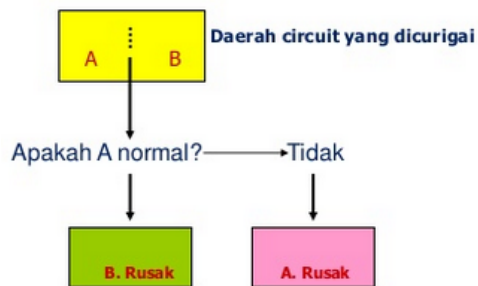 Daerah circuit yang dicurigai
A B
Apakah A normal? Tidak
B. Rusak A. Rusak